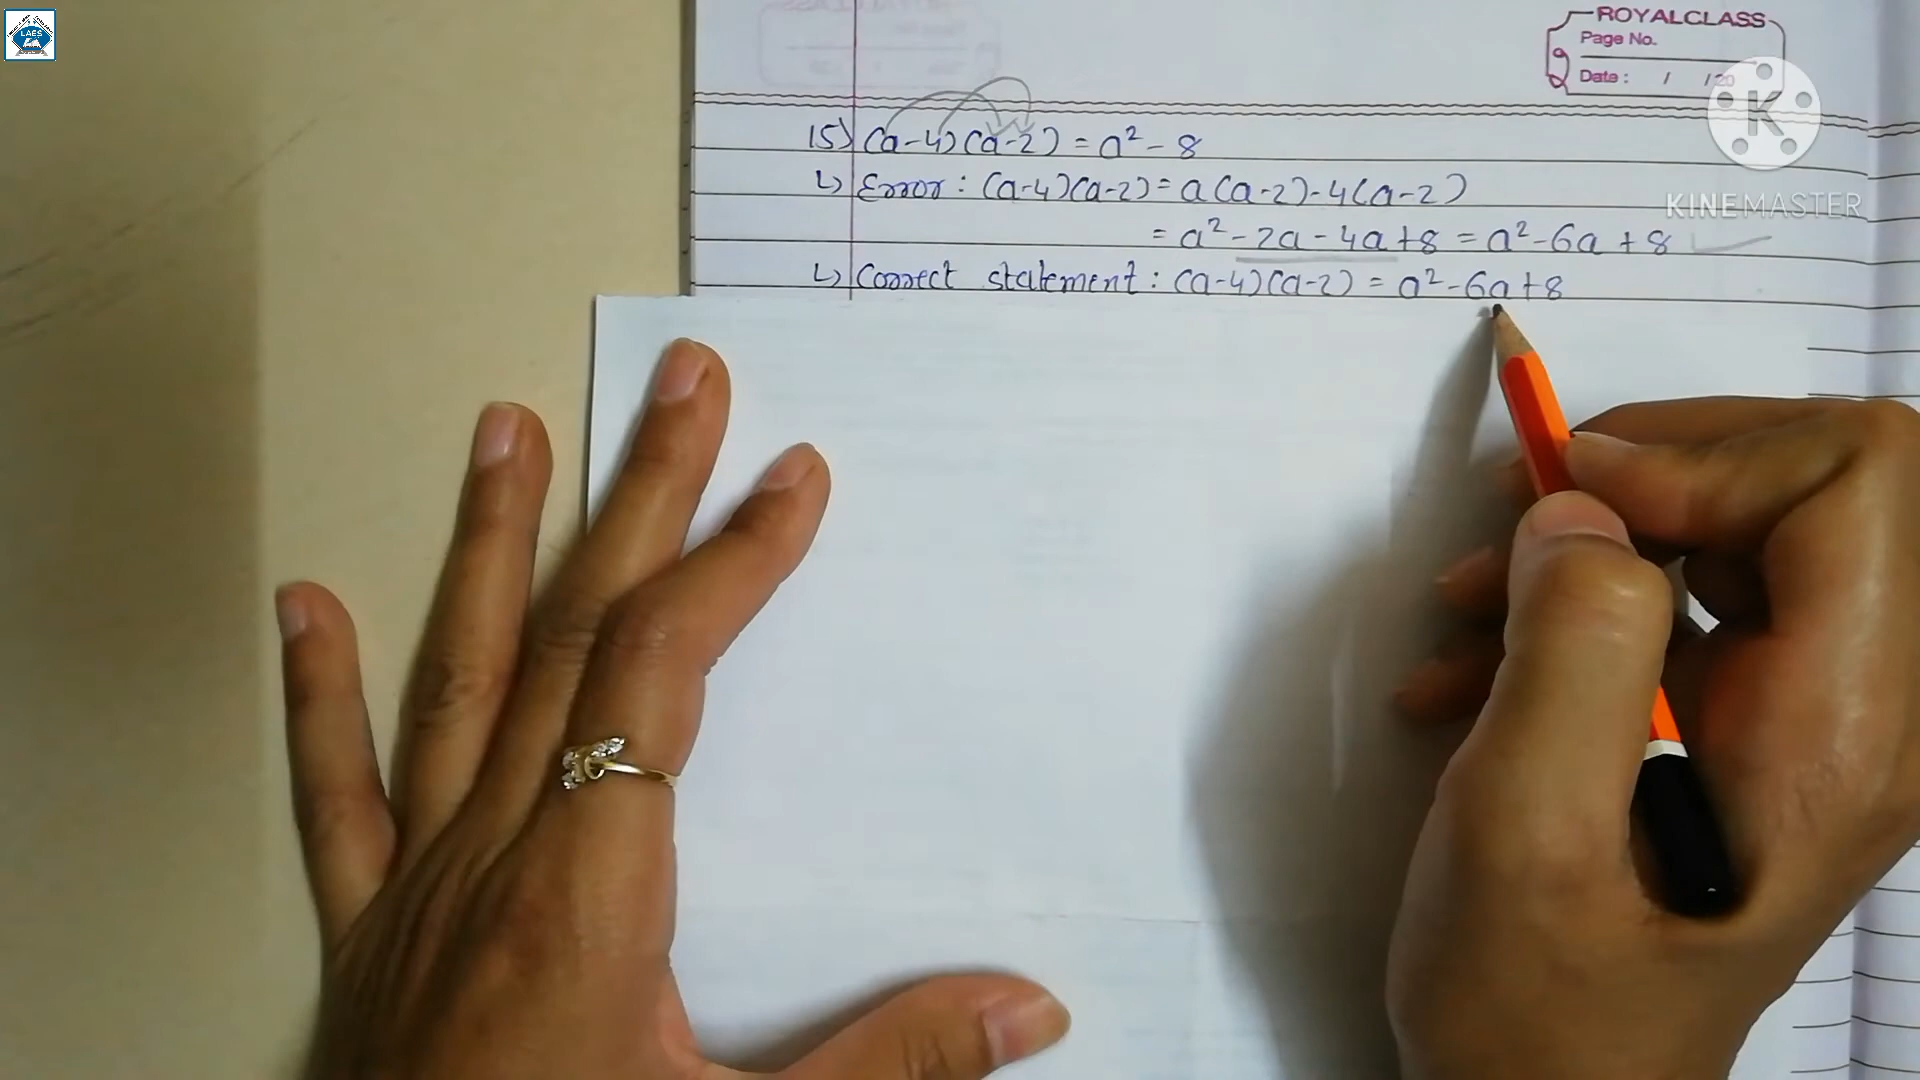 LAES
ROYALCLASS
Page No.
Date : / /20
K
KINEMASTER
15) (a-4)(a-2) = a² - 8
↳ Error : (a-4)(a-2) = a(a-2)-4(a-2)
= a² - 2a - 4a + 8 = a² - 6a + 8
↳ Correct statement : (a-4)(a-2) = a² - 6a + 8